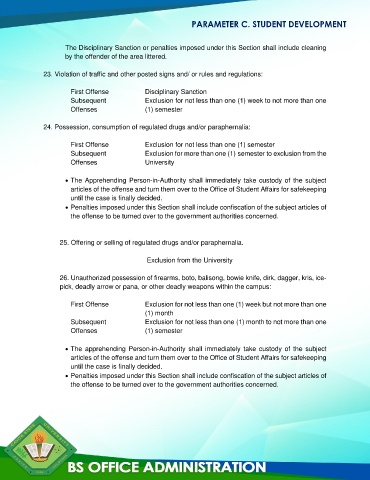 PARAMETER C. STUDENT DEVELOPMENT
The Disciplinary Sanction or penalties imposed under this Section shall include cleaning
by the offender of the area littered.
23. Violation of traffic and other posted signs and/ or rules and regulations:
First Offense Disciplinary Sanction
Subsequent Exclusion for not less than one (1) week to not more than one
Offenses (1) semester
24. Possession, consumption of regulated drugs and/or paraphernalia:
First Offense Exclusion for not less than one (1) semester
Subsequent Exclusion for more than one (1) semester to exclusion from the
Offenses University
• The Apprehending Person-in-Authority shall immediately take custody of the subject
articles of the offense and turn them over to the Office of Student Affairs for safekeeping
until the case is finally decided.
• Penalties imposed under this Section shall include confiscation of the subject articles of
the offense to be turned over to the government authorities concerned.
25. Offering or selling of regulated drugs and/or paraphernalia.
Exclusion from the University
26. Unauthorized possession of firearms, boto, balisong, bowie knife, dirk, dagger, kris, ice-
pick, deadly arrow or pana, or other deadly weapons within the campus:
First Offense Exclusion for not less than one (1) week but not more than one
(1) month
Subsequent Exclusion for not less than one (1) month to not more than one
Offenses (1) semester
• The apprehending Person-in-Authority shall immediately take custody of the subject
articles of the offense and turn them over to the Office of Student Affairs for safekeeping
until the case is finally decided.
• Penalties imposed under this Section shall include confiscation of the subject articles of
the offense to be turned over to the government authorities concerned.
BS OFFICE ADMINISTRATION